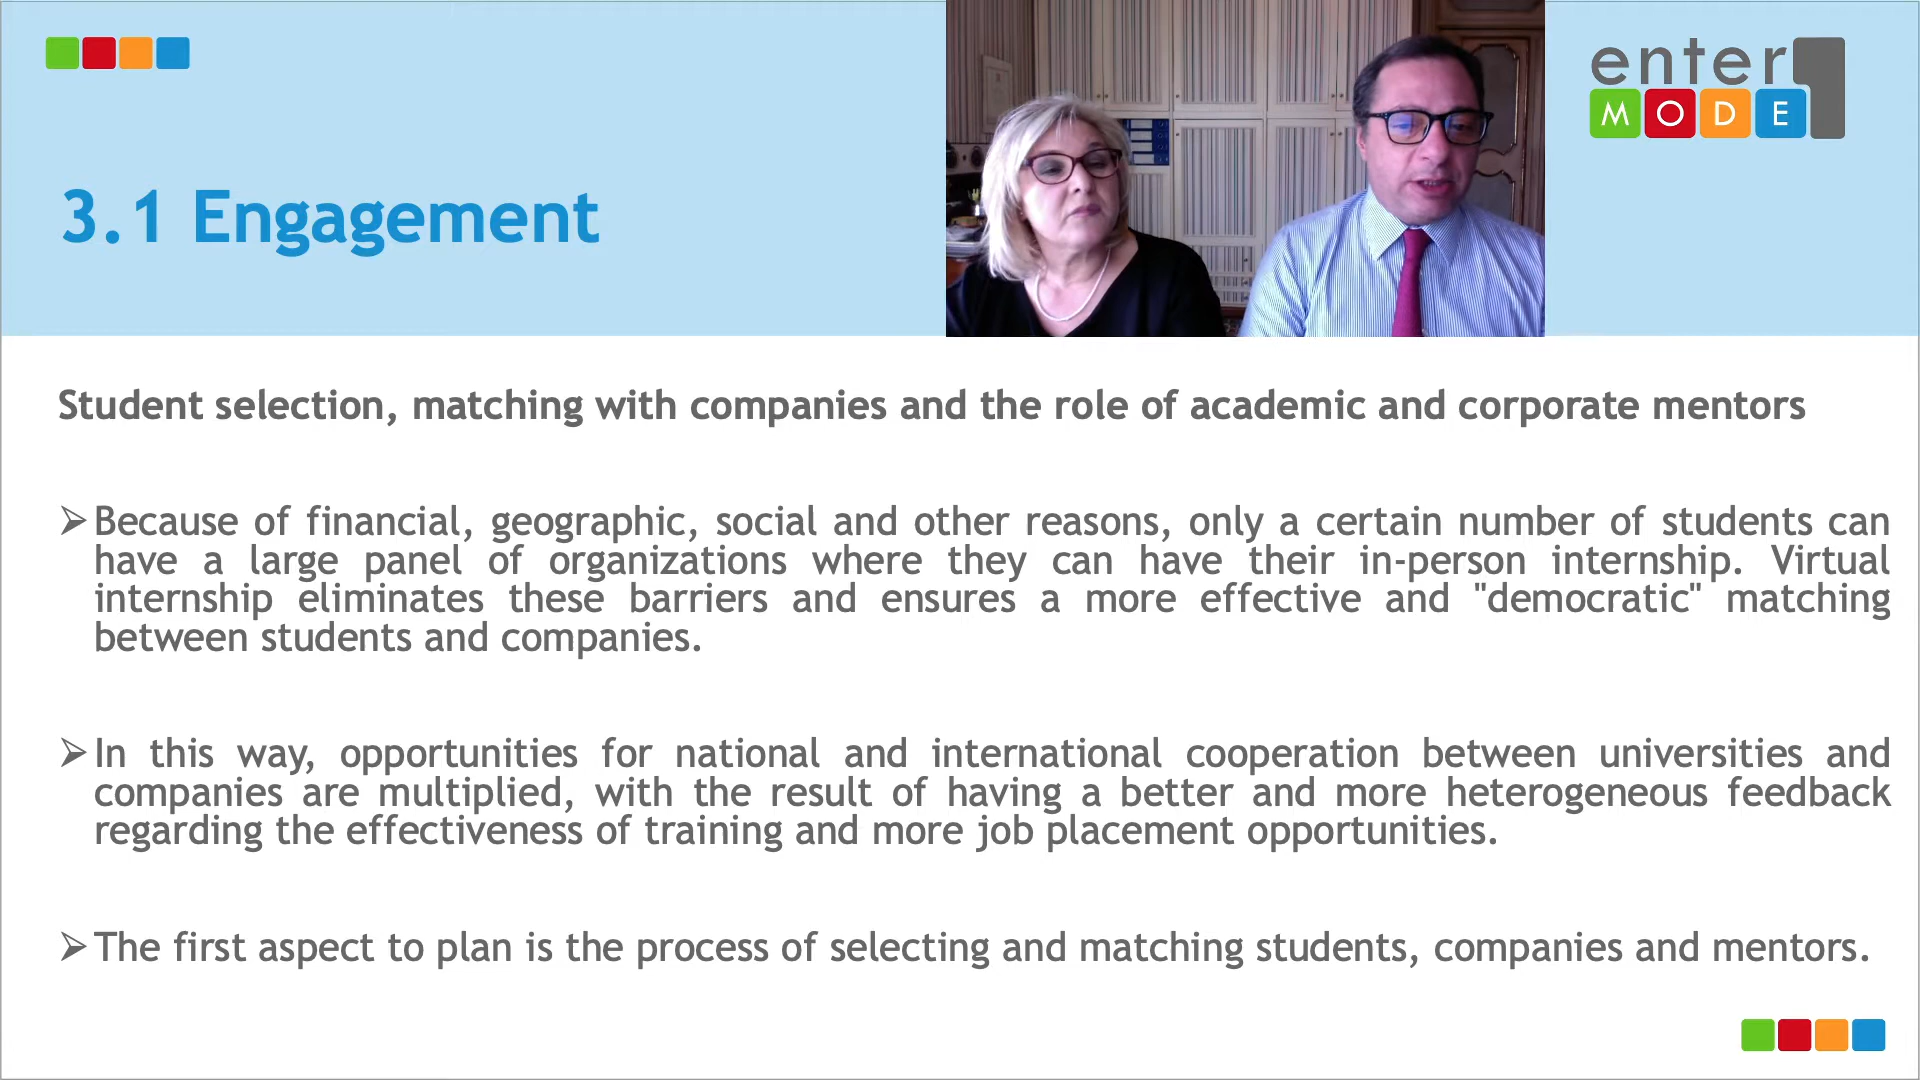 enter
MODE
3.1 Engagement
Student selection, matching with companies and the role of academic and corporate mentors
➢Because of financial, geographic, social and other reasons, only a certain number of students can
have a large panel of organizations where they can have their in-person internship. Virtual
internship eliminates these barriers and ensures a more effective and "democratic" matching
between students and companies.
➢In this way, opportunities for national and international cooperation between universities and
companies are multiplied, with the result of having a better and more heterogeneous feedback
regarding the effectiveness of training and more job placement opportunities.
➢The first aspect to plan is the process of selecting and matching students, companies and mentors.